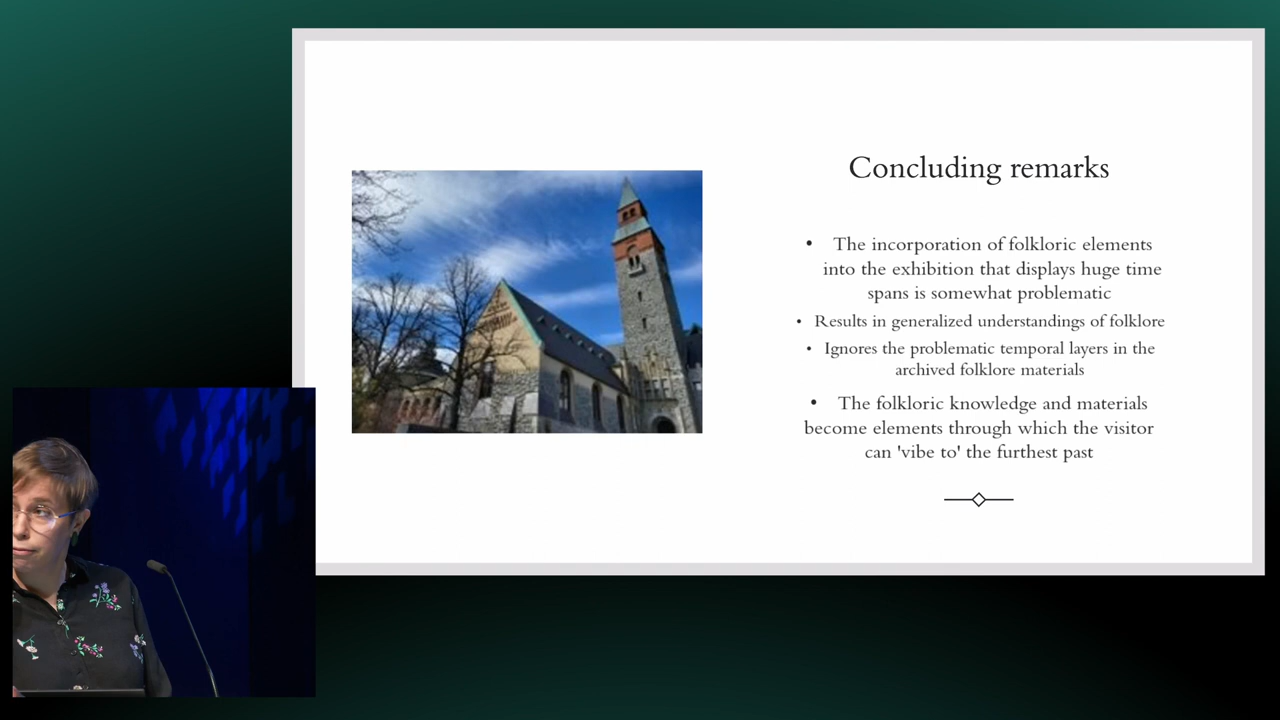 Concluding remarks
• The incorporation of folkloric elements
into the exhibition that displays huge time
spans is somewhat problematic
• Results in generalized understandings of folklore
• Ignores the problematic temporal layers in the
archived folklore materials
• The folkloric knowledge and materials
become elements through which the visitor
can 'vibe to' the furthest past